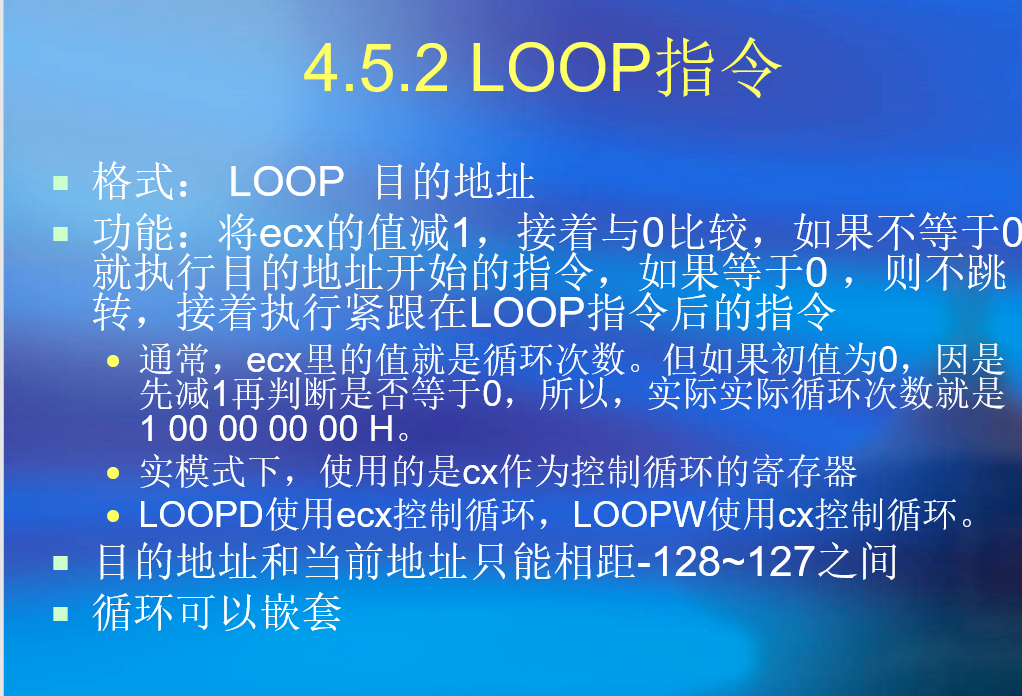 4.5.2 LOOP指令
格式： LOOP 目的地址
功能：将ecx的值减1，接着与0比较，如果不等于0
就执行目的地址开始的指令，如果等于0 ，则不跳
转，接着执行紧跟在LOOP指令后的指令
通常，ecx里的值就是循环次数。但如果初值为0，因是
先减1再判断是否等于0，所以，实际实际循环次数就是
1 00 00 00 00 H。
实模式下，使用的是cx作为控制循环的寄存器
LOOPD使用ecx控制循环，LOOPW使用cx控制循环。
目的地址和当前地址只能相距-128~127之间
循环可以嵌套